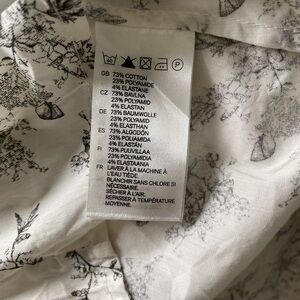 GB 73% COTTON
23% POLYAMIDE
4% ELASTANE
CZ 73% BAVLNA
23% POLYAMID
4% ELASTAN
DE 73% BAUMWOLLE
23% POLYAMID
4% ELASTHAN
ES 73% ALGODÓN
23% POLIAMIDA
4% ELASTÁN
FI 73% PUUVILLAA
23% POLYAMIDIA
4% ELASTAANIA
FR LAVER À LA MACHINE À
L'EAU TIÈDE.
BLANCHIR SANS CHLORE SI
NÉCESSAIRE.
SÉCHER À L'AIR.
REPASSER À TEMPÉRATURE
MOYENNE.